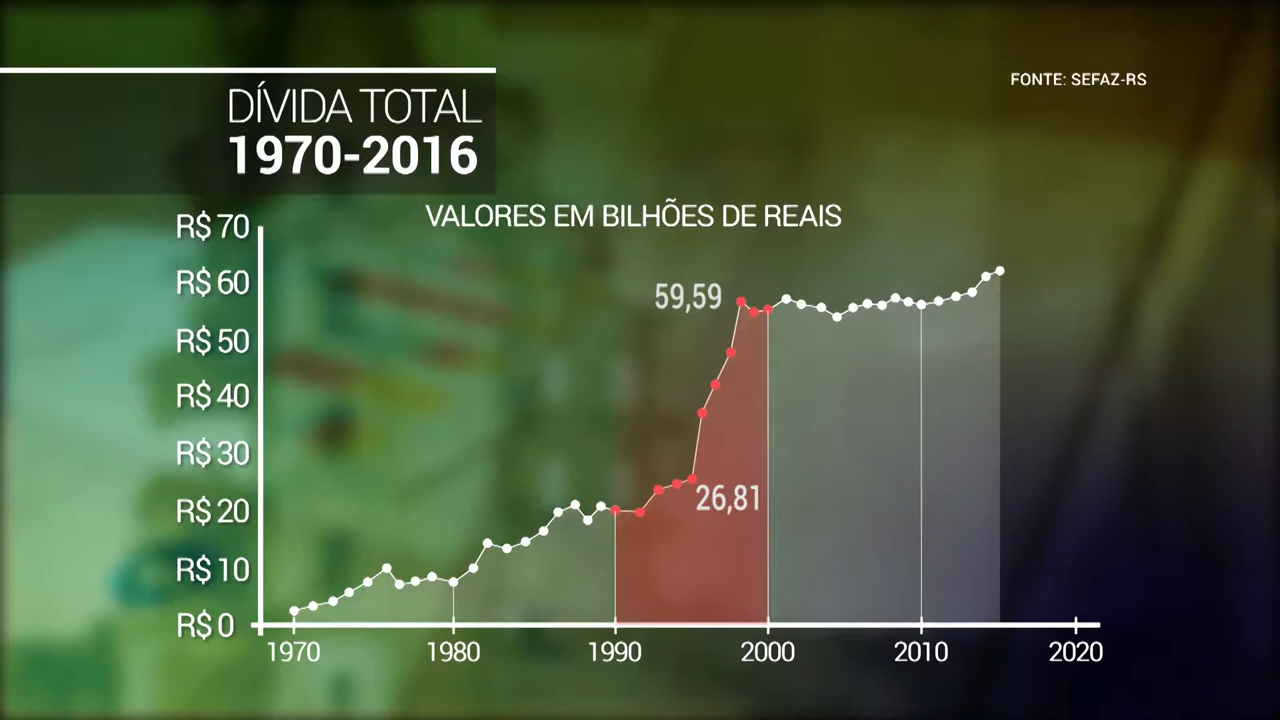 DÍVIDA TOTAL
1970-2016
FONTE: SEFAZ-RS
VALORES EM BILHÕES DE REAIS
R$ 70
R$ 60
R$ 50
R$ 40
R$ 30
R$ 20
R$ 10
R$ 0
59,59
26,81
1970 1980 1990 2000 2010 2020